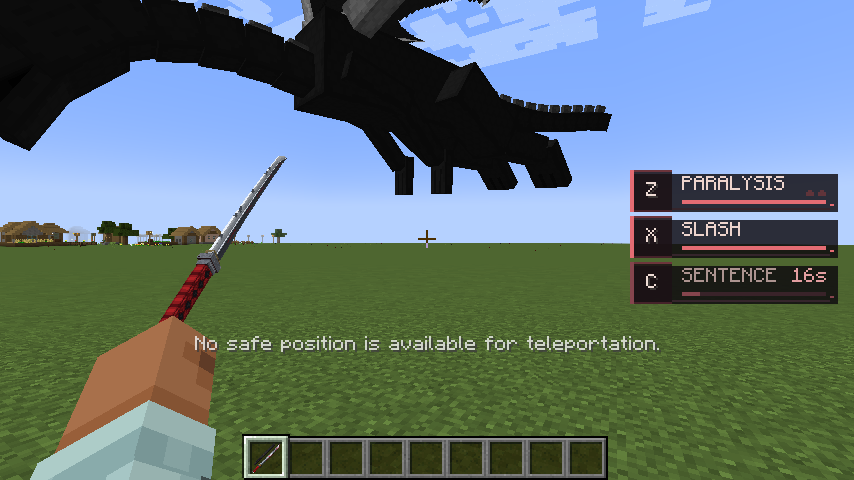 Z PARALYSIS
X SLASH
C SENTENCE 16s
No safe position is available for teleportation.